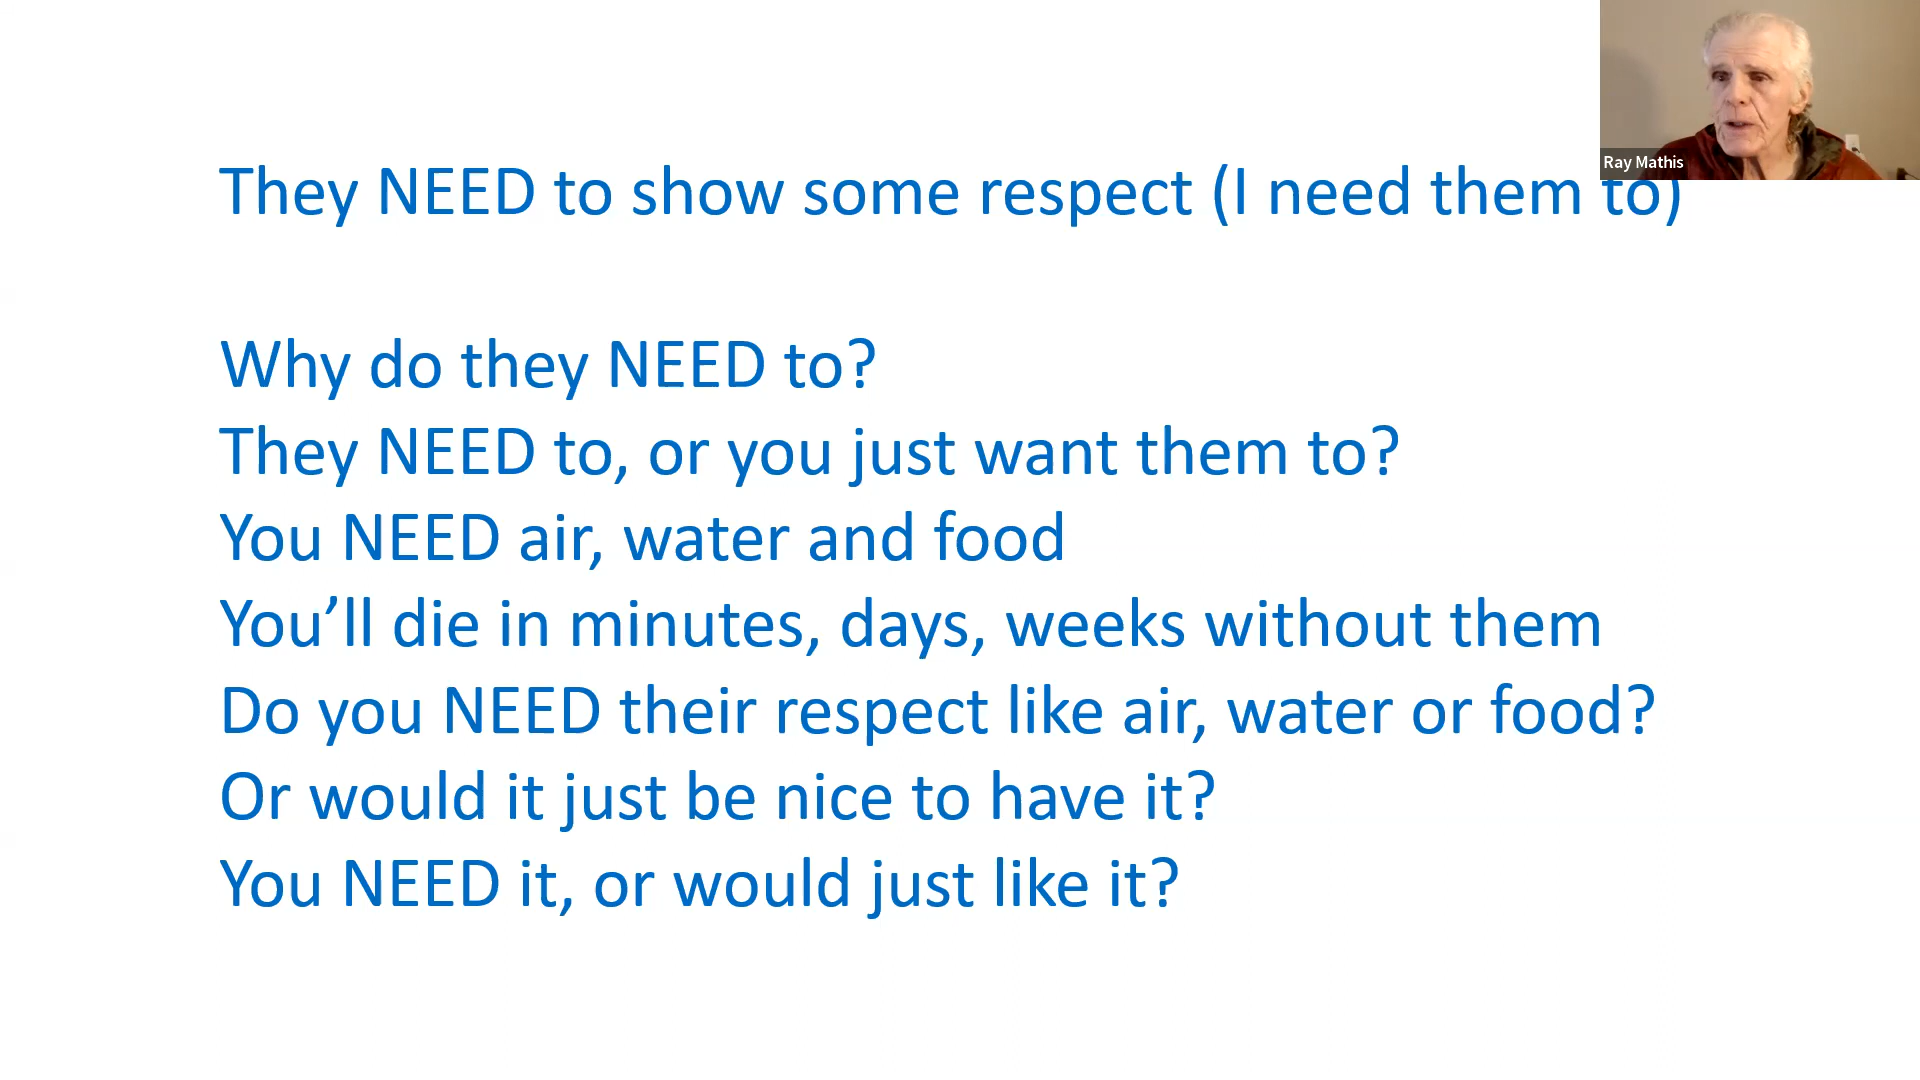 Ray Mathis
They NEED to show some respect (I need them to)
Why do they NEED to?
They NEED to, or you just want them to?
You NEED air, water and food
You’ll die in minutes, days, weeks without them
Do you NEED their respect like air, water or food?
Or would it just be nice to have it?
You NEED it, or would just like it?